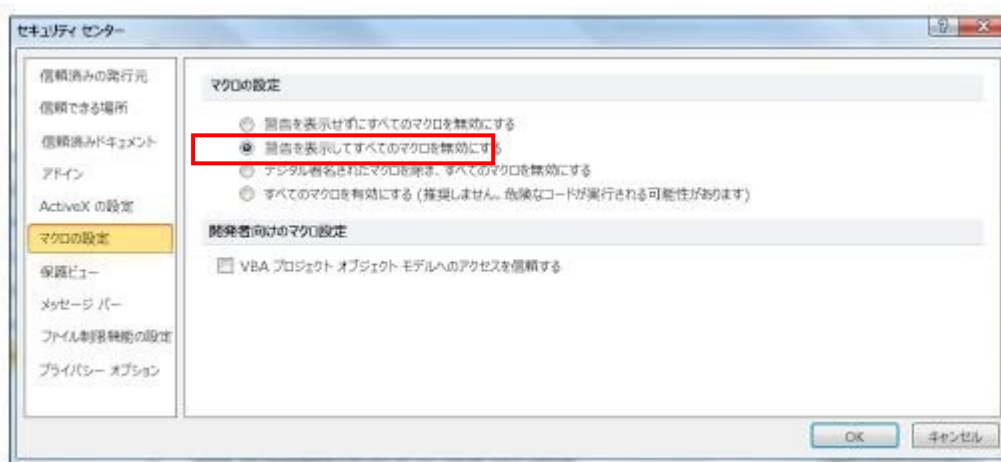 セキュリティ センター
信頼済みの発行元
信頼できる場所
信頼済みドキュメント
アドイン
ActiveX の設定
マクロの設定
保護ビュー
メッセージ バー
ファイル制限機能の設定
プライバシー オプション
マクロの設定
警告を表示せずにすべてのマクロを無効にする
警告を表示してすべてのマクロを無効にする
デジタル署名されたマクロを除き、すべてのマクロを無効にする
すべてのマクロを有効にする (推奨しません。危険なコードが実行される可能性があります)
開発者向けのマクロ設定
VBA プロジェクト オブジェクト モデルへのアクセスを信頼する
OK
キャンセル